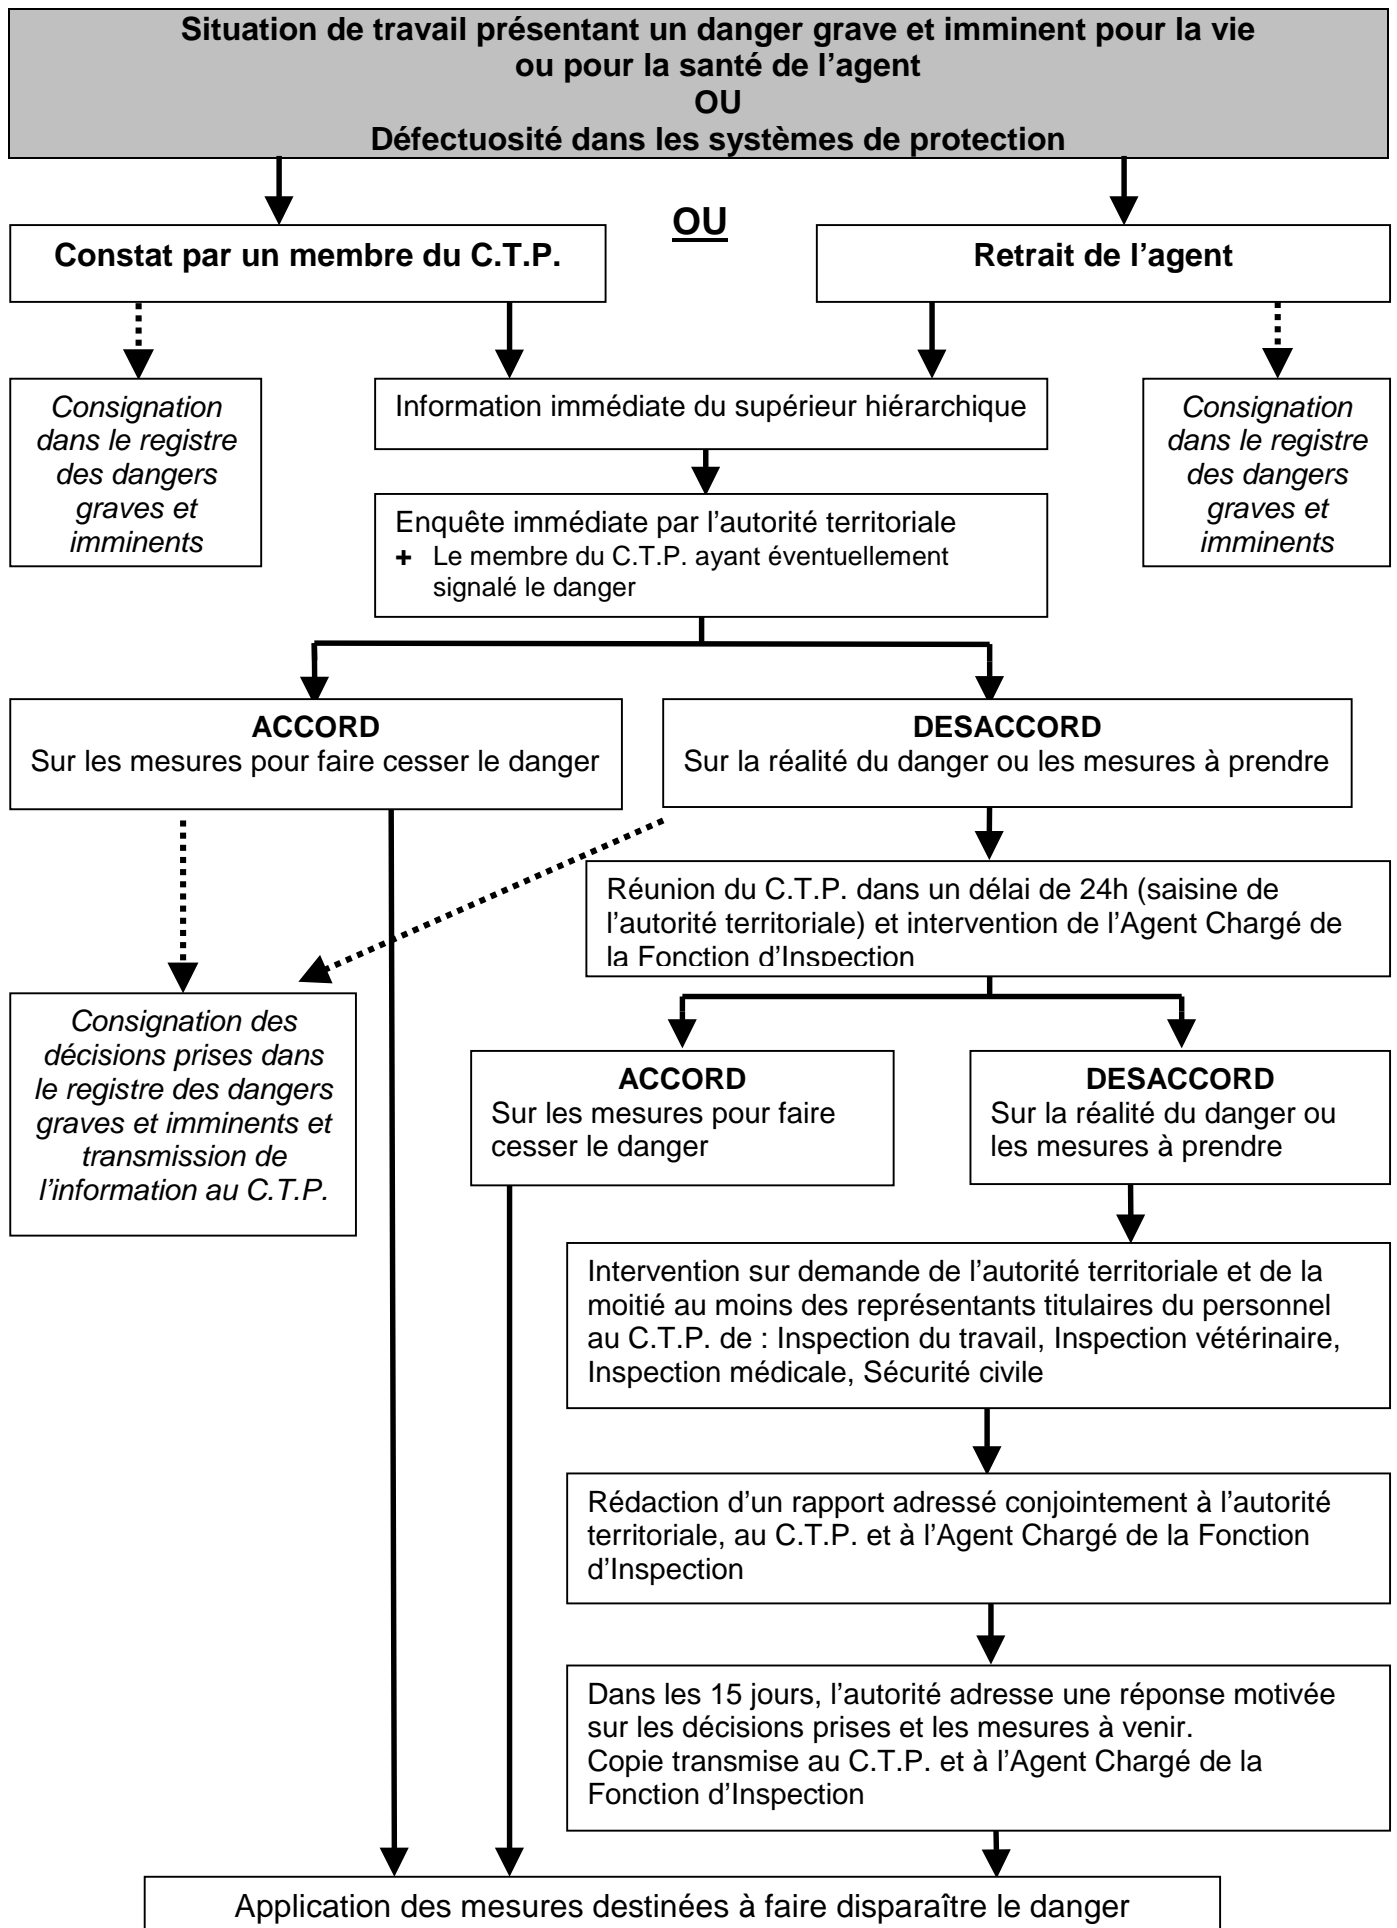 Situation de travail présentant un danger grave et imminent pour la vie
ou pour la santé de l’agent
OU
Défectuosité dans les systèmes de protection
OU
Constat par un membre du C.T.P.
Retrait de l’agent
Consignation
dans le registre
des dangers
graves et
imminents
Information immédiate du supérieur hiérarchique
Consignation
dans le registre
des dangers
graves et
imminents
Enquête immédiate par l’autorité territoriale
+ Le membre du C.T.P. ayant éventuellement
signalé le danger
ACCORD
Sur les mesures pour faire cesser le danger
DESACCORD
Sur la réalité du danger ou les mesures à prendre
Réunion du C.T.P. dans un délai de 24h (saisine de
l’autorité territoriale) et intervention de l’Agent Chargé de
la Fonction d’Inspection
Consignation des
décisions prises dans
le registre des dangers
graves et imminents et
transmission de
l’information au C.T.P.
ACCORD
Sur les mesures pour faire
cesser le danger
DESACCORD
Sur la réalité du danger ou
les mesures à prendre
Intervention sur demande de l’autorité territoriale et de la
moitié au moins des représentants titulaires du personnel
au C.T.P. de : Inspection du travail, Inspection vétérinaire,
Inspection médicale, Sécurité civile
Rédaction d’un rapport adressé conjointement à l’autorité
territoriale, au C.T.P. et à l’Agent Chargé de la Fonction
d’Inspection
Dans les 15 jours, l’autorité adresse une réponse motivée
sur les décisions prises et les mesures à venir.
Copie transmise au C.T.P. et à l’Agent Chargé de la
Fonction d’Inspection
Application des mesures destinées à faire disparaître le danger